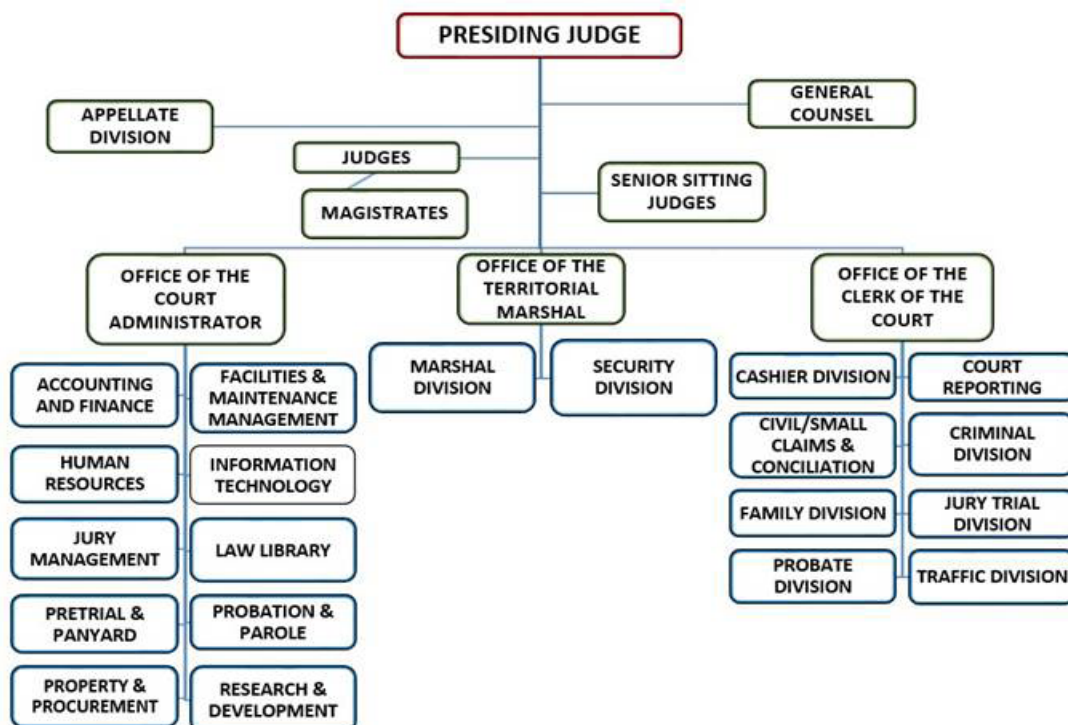 PRESIDING JUDGE
GENERAL
COUNSEL
APPELLATE
DIVISION
JUDGES
SENIOR SITTING
JUDGES
MAGISTRATES
OFFICE OF THE
COURT
ADMINISTRATOR
OFFICE OF THE
TERRITORIAL
MARSHAL
OFFICE OF THE
CLERK OF THE
COURT
ACCOUNTING
AND FINANCE
FACILITIES &
MAINTENANCE
MANAGEMENT
HUMAN
RESOURCES
INFORMATION
TECHNOLOGY
JURY
MANAGEMENT
LAW LIBRARY
PRETRIAL &
PANYARD
PROBATION &
PAROLE
PROPERTY &
PROCUREMENT
RESEARCH &
DEVELOPMENT
MARSHAL
DIVISION
SECURITY
DIVISION
CASHIER DIVISION
COURT
REPORTING
CIVIL/SMALL
CLAIMS &
CONCILIATION
CRIMINAL
DIVISION
FAMILY DIVISION
JURY TRIAL
DIVISION
PROBATE
DIVISION
TRAFFIC DIVISION